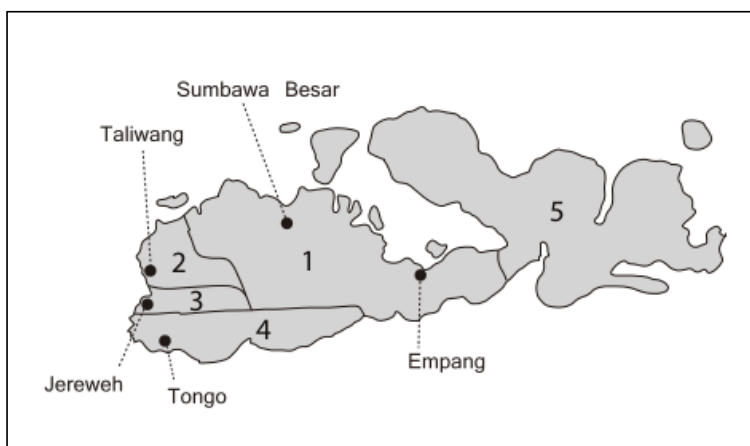 Sumbawa Besar
Taliwang
5
2
1
3
4
Empang
Jereweh
Tongo